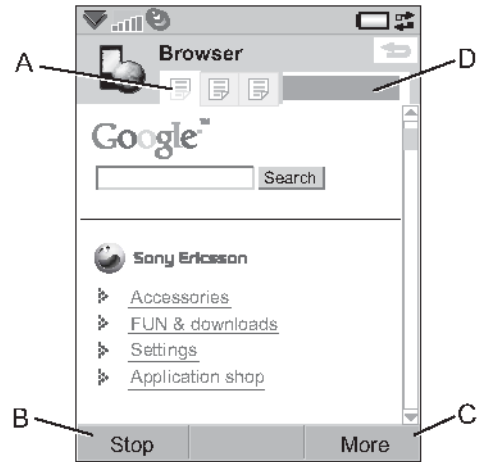 Browser
A
D
Google™
Search
Sony Ericsson
Accessories
FUN & downloads
Settings
Application shop
B
C
Stop
More